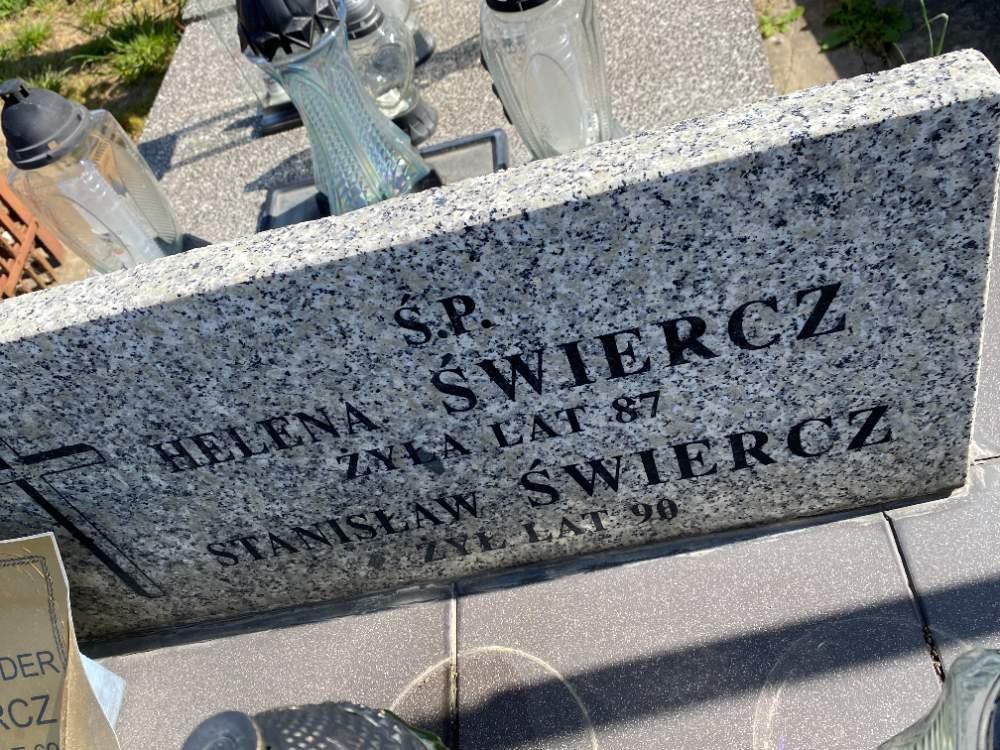 Ś.P.
HELENA ŚWIERCZ
ŻYŁA LAT 87
STANISŁAW ŚWIERCZ
ŻYŁ LAT 90
DER
RCZ